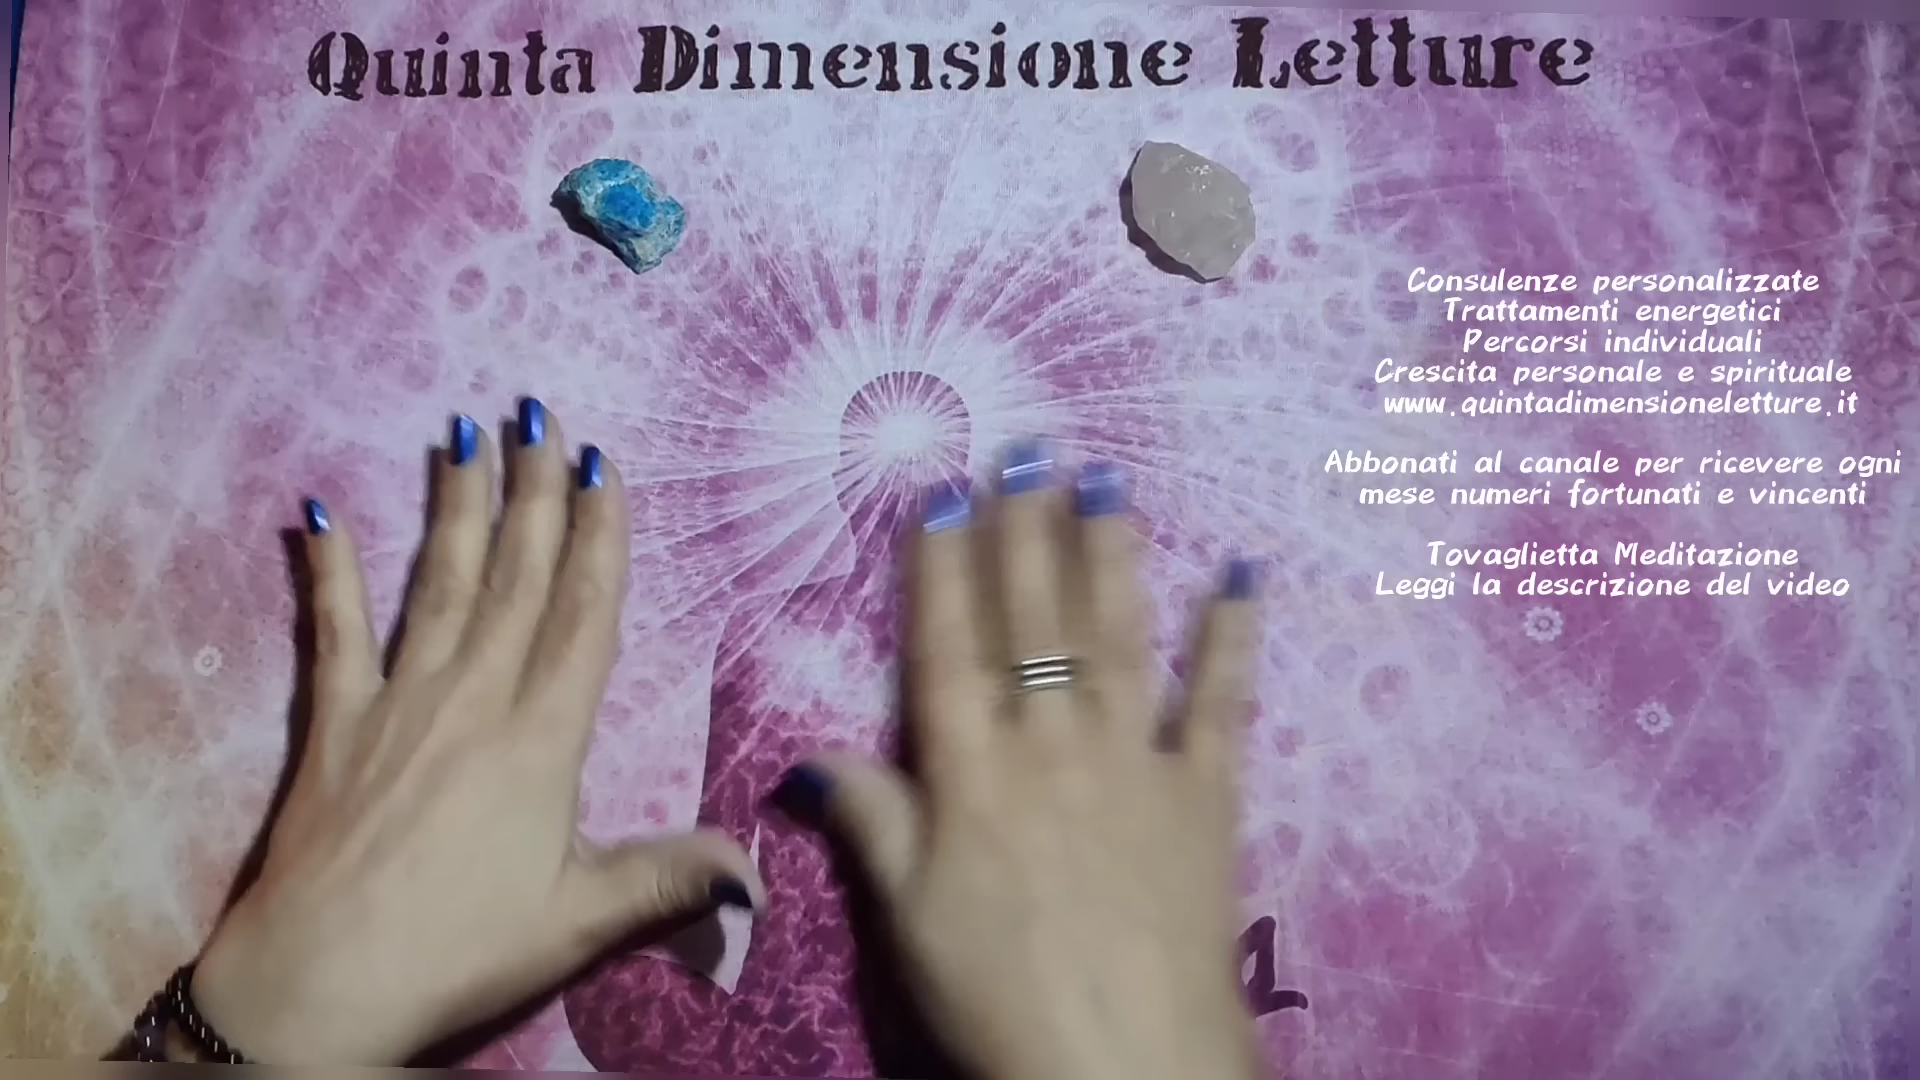 Quinta Dimensione Letture
Consulenze personalizzate
Trattamenti energetici
Percorsi individuali
Crescita personale e spirituale
www.quintadimensioneletture.it
Abbonati al canale per ricevere ogni
mese numeri fortunati e vincenti
Tovaglietta Meditazione
Leggi la descrizione del video